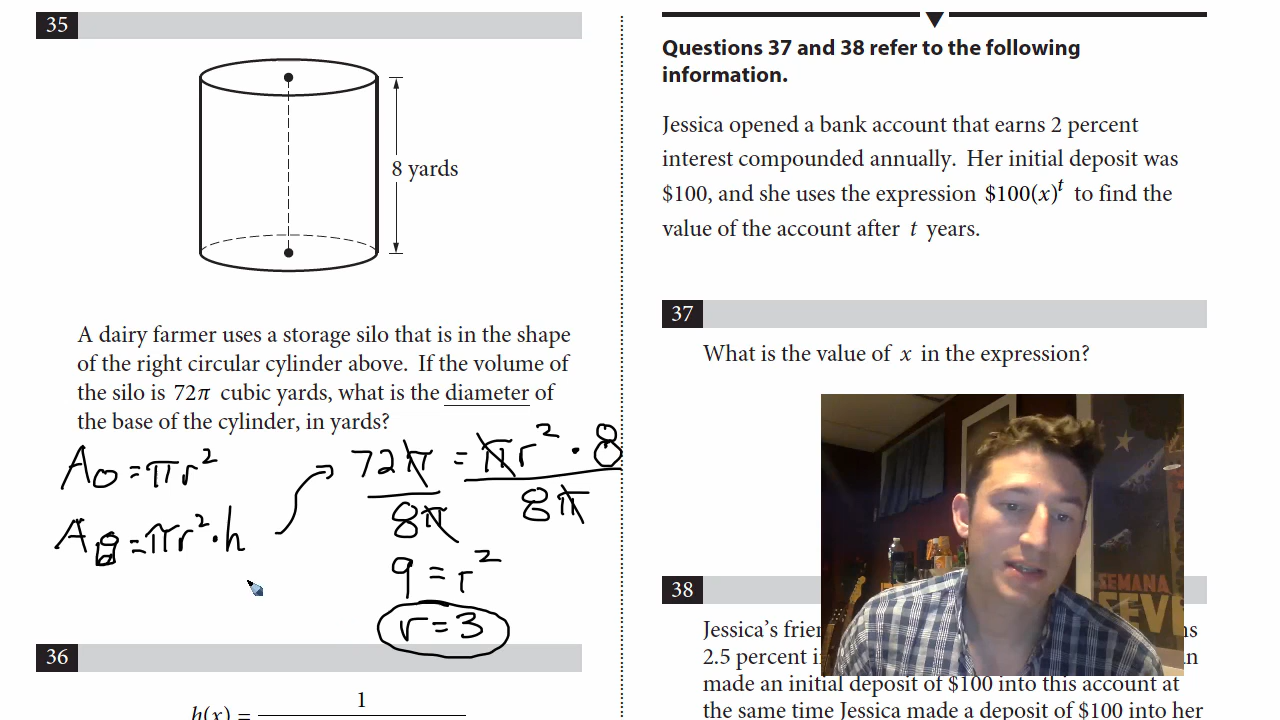 35
8 yards
A dairy farmer uses a storage silo that is in the shape
of the right circular cylinder above. If the volume of
the silo is 72π cubic yards, what is the diameter of
the base of the cylinder, in yards?
A○ = πr²
A = πr² · h
72π = πr² · 8
8π 8π
9 = r²
r = 3
36
h(x) = 1
Questions 37 and 38 refer to the following
information.
Jessica opened a bank account that earns 2 percent
interest compounded annually. Her initial deposit was
$100, and she uses the expression $100(x)ᵗ to find the
value of the account after t years.
37
What is the value of x in the expression?
38
Jessica's
2.5 percent
made an initial deposit of $100 into this account at
the same time Jessica made a deposit of $100 into her
SEMANA